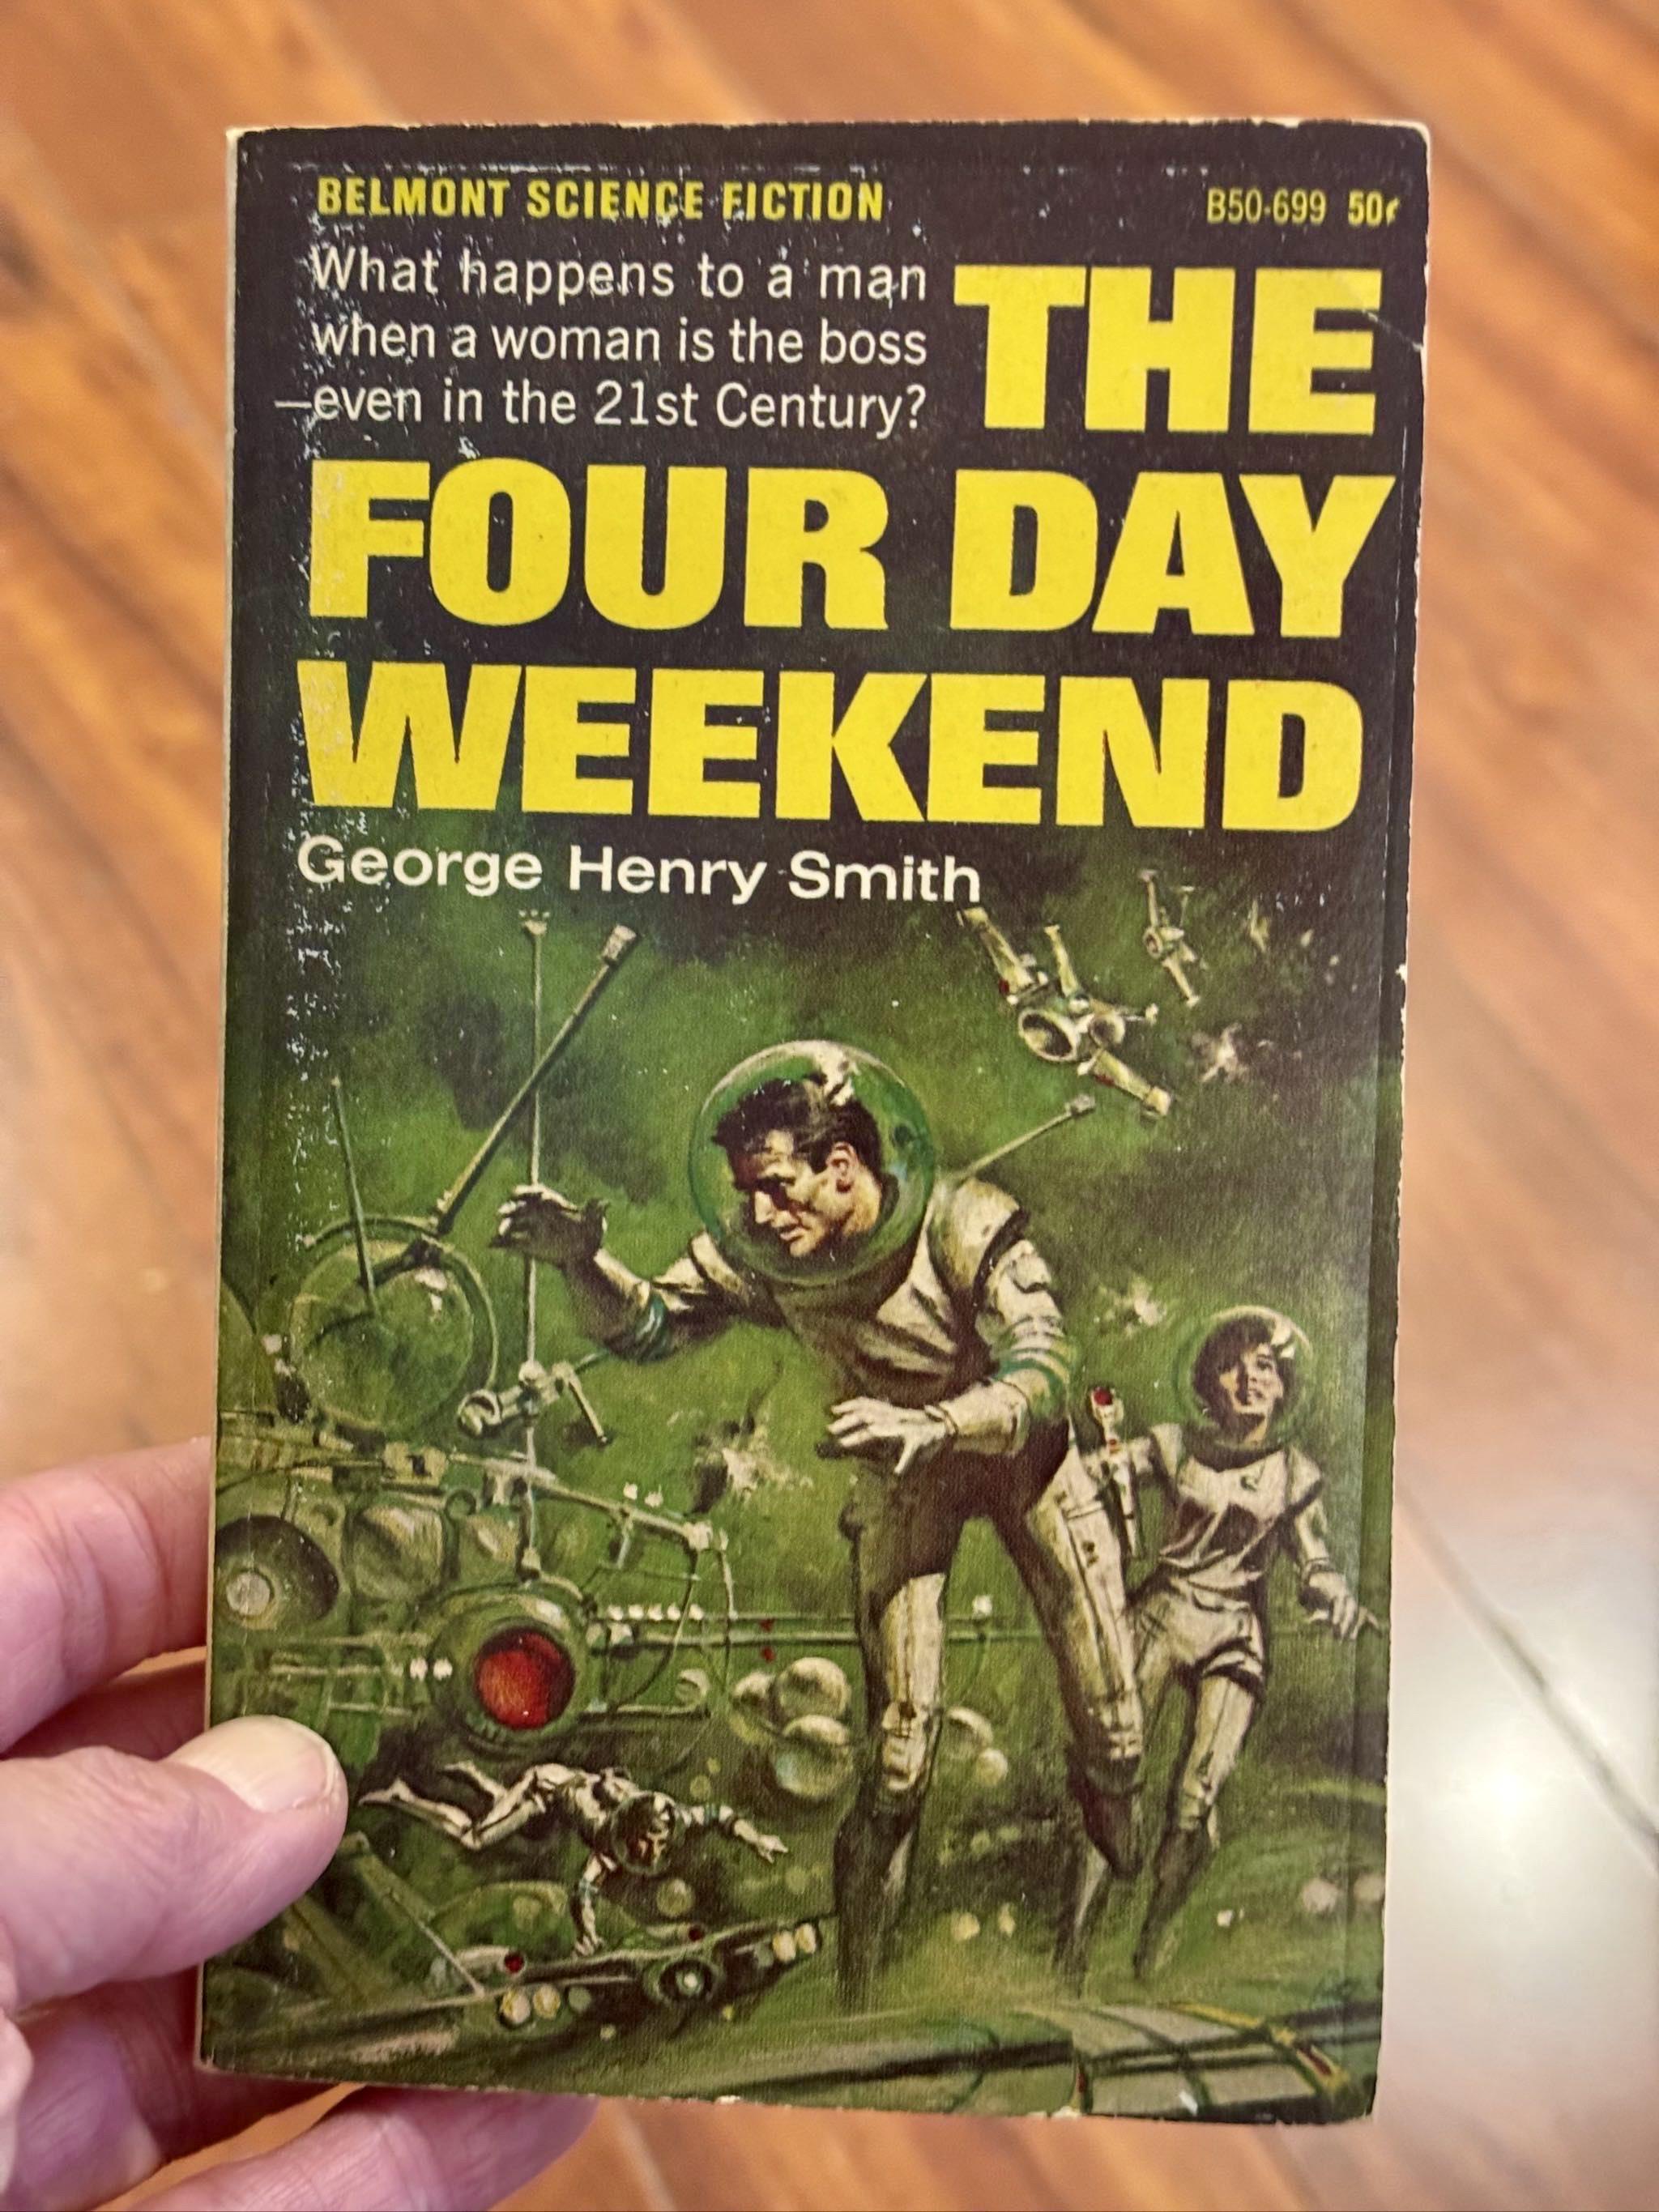 BELMONT SCIENCE FICTION
B50-699 50¢
What happens to a man
when a woman is the boss
—even in the 21st Century?
THE
FOUR DAY
WEEKEND
George Henry Smith